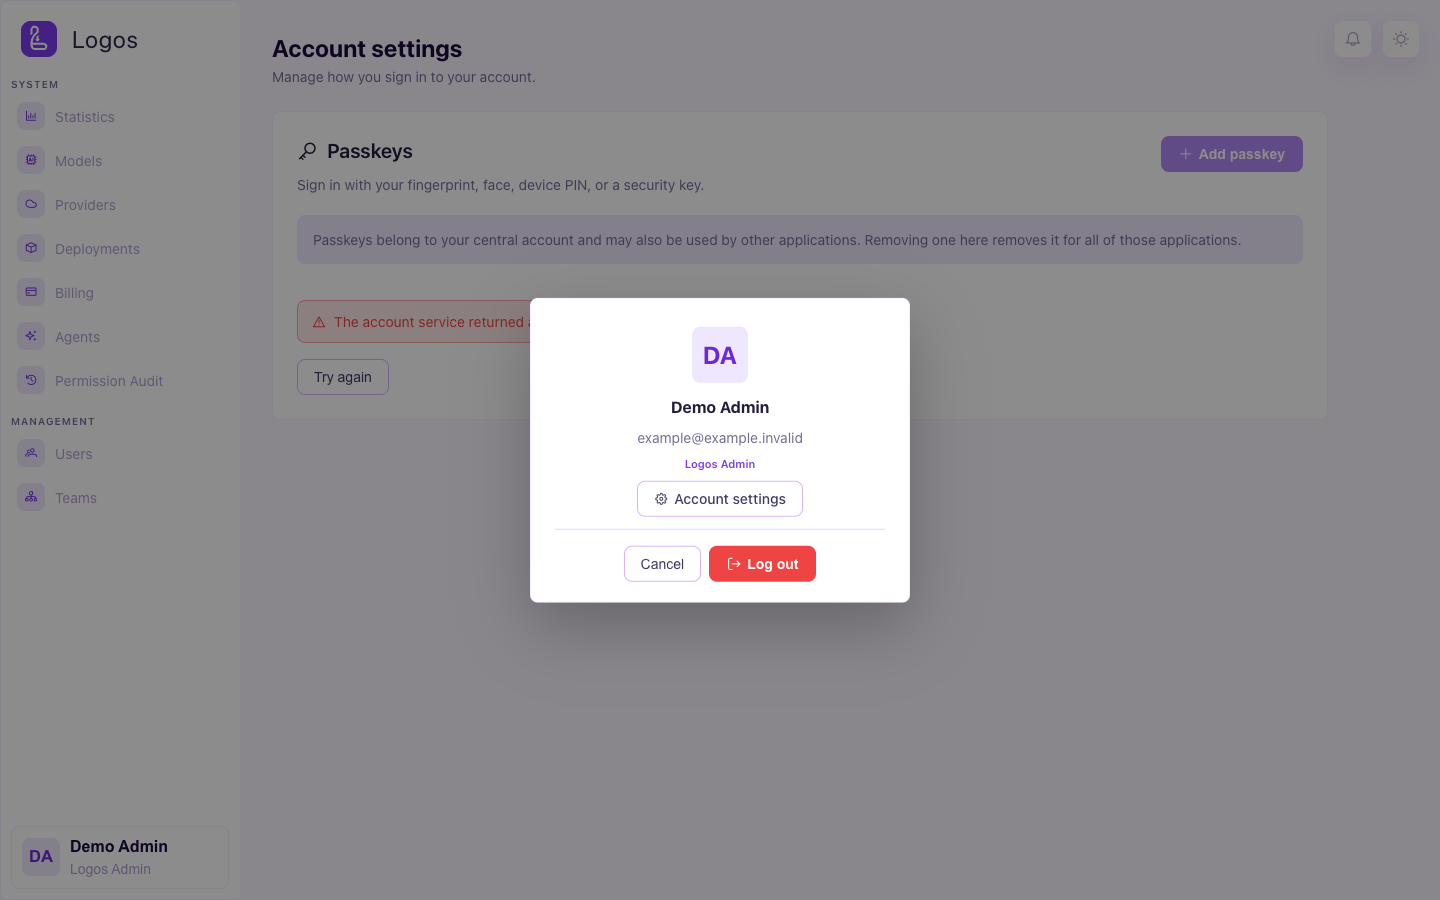 Logos
SYSTEM
Statistics
Models
Providers
Deployments
Billing
Agents
Permission Audit
MANAGEMENT
Users
Teams
DA
Demo Admin
Logos Admin
Account settings
Manage how you sign in to your account.
Passkeys
Add passkey
Sign in with your fingerprint, face, device PIN, or a security key.
Passkeys belong to your central account and may also be used by other applications. Removing one here removes it for all of those applications.
The account service returned
Try again
DA
Demo Admin
example@example.invalid
Logos Admin
Account settings
Cancel
Log out